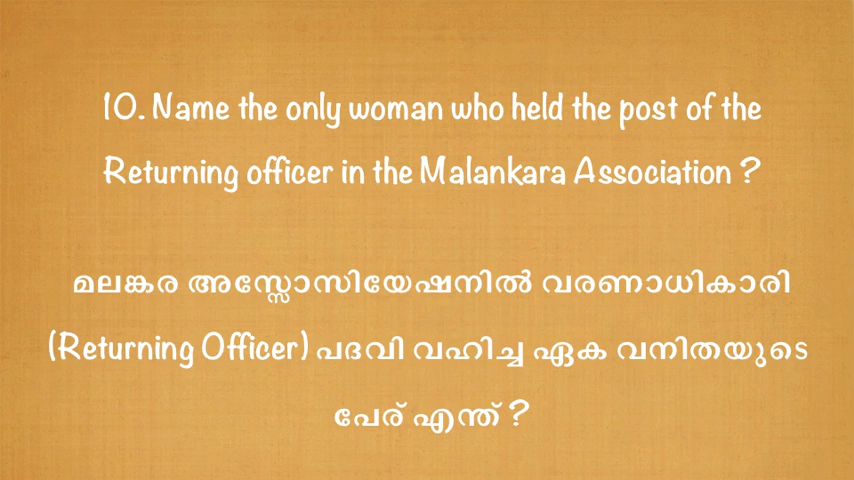 10. Name the only woman who held the post of the
Returning officer in the Malankara Association ?
മലങ്കര അസ്സോസിയേഷനിൽ വരണാധികാരി
(Returning Officer) പദവി വഹിച്ച ഏക വനിതയുടെ
പേര് എന്ത് ?